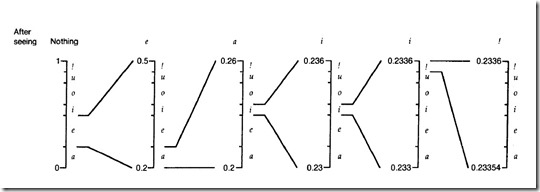 After
seeing Nothing e a i i !
1 0.5 0.26 0.236 0.2336 0.2336
! ! ! ! ! !
u u u u u u
o o o o o o
i i i i i i
e e e e e e
a a a a a a
0 0.2 0.2 0.23 0.233 0.23354